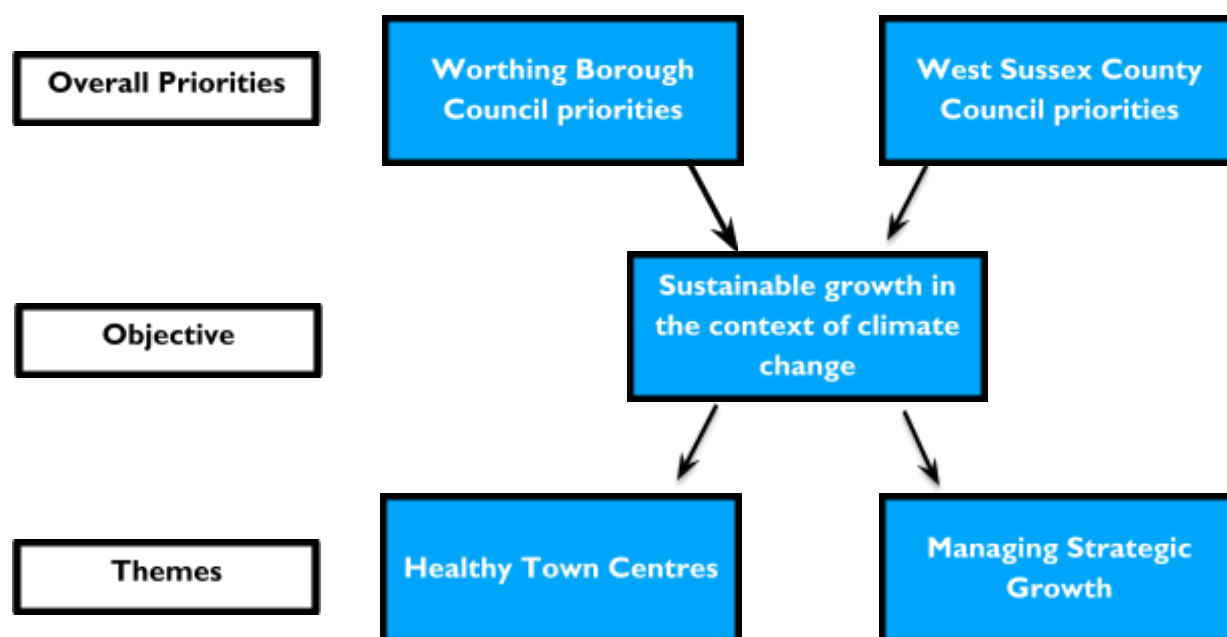 Overall Priorities
Worthing Borough
Council priorities
West Sussex County
Council priorities
Objective
Sustainable growth in
the context of climate
change
Themes
Healthy Town Centres
Managing Strategic
Growth